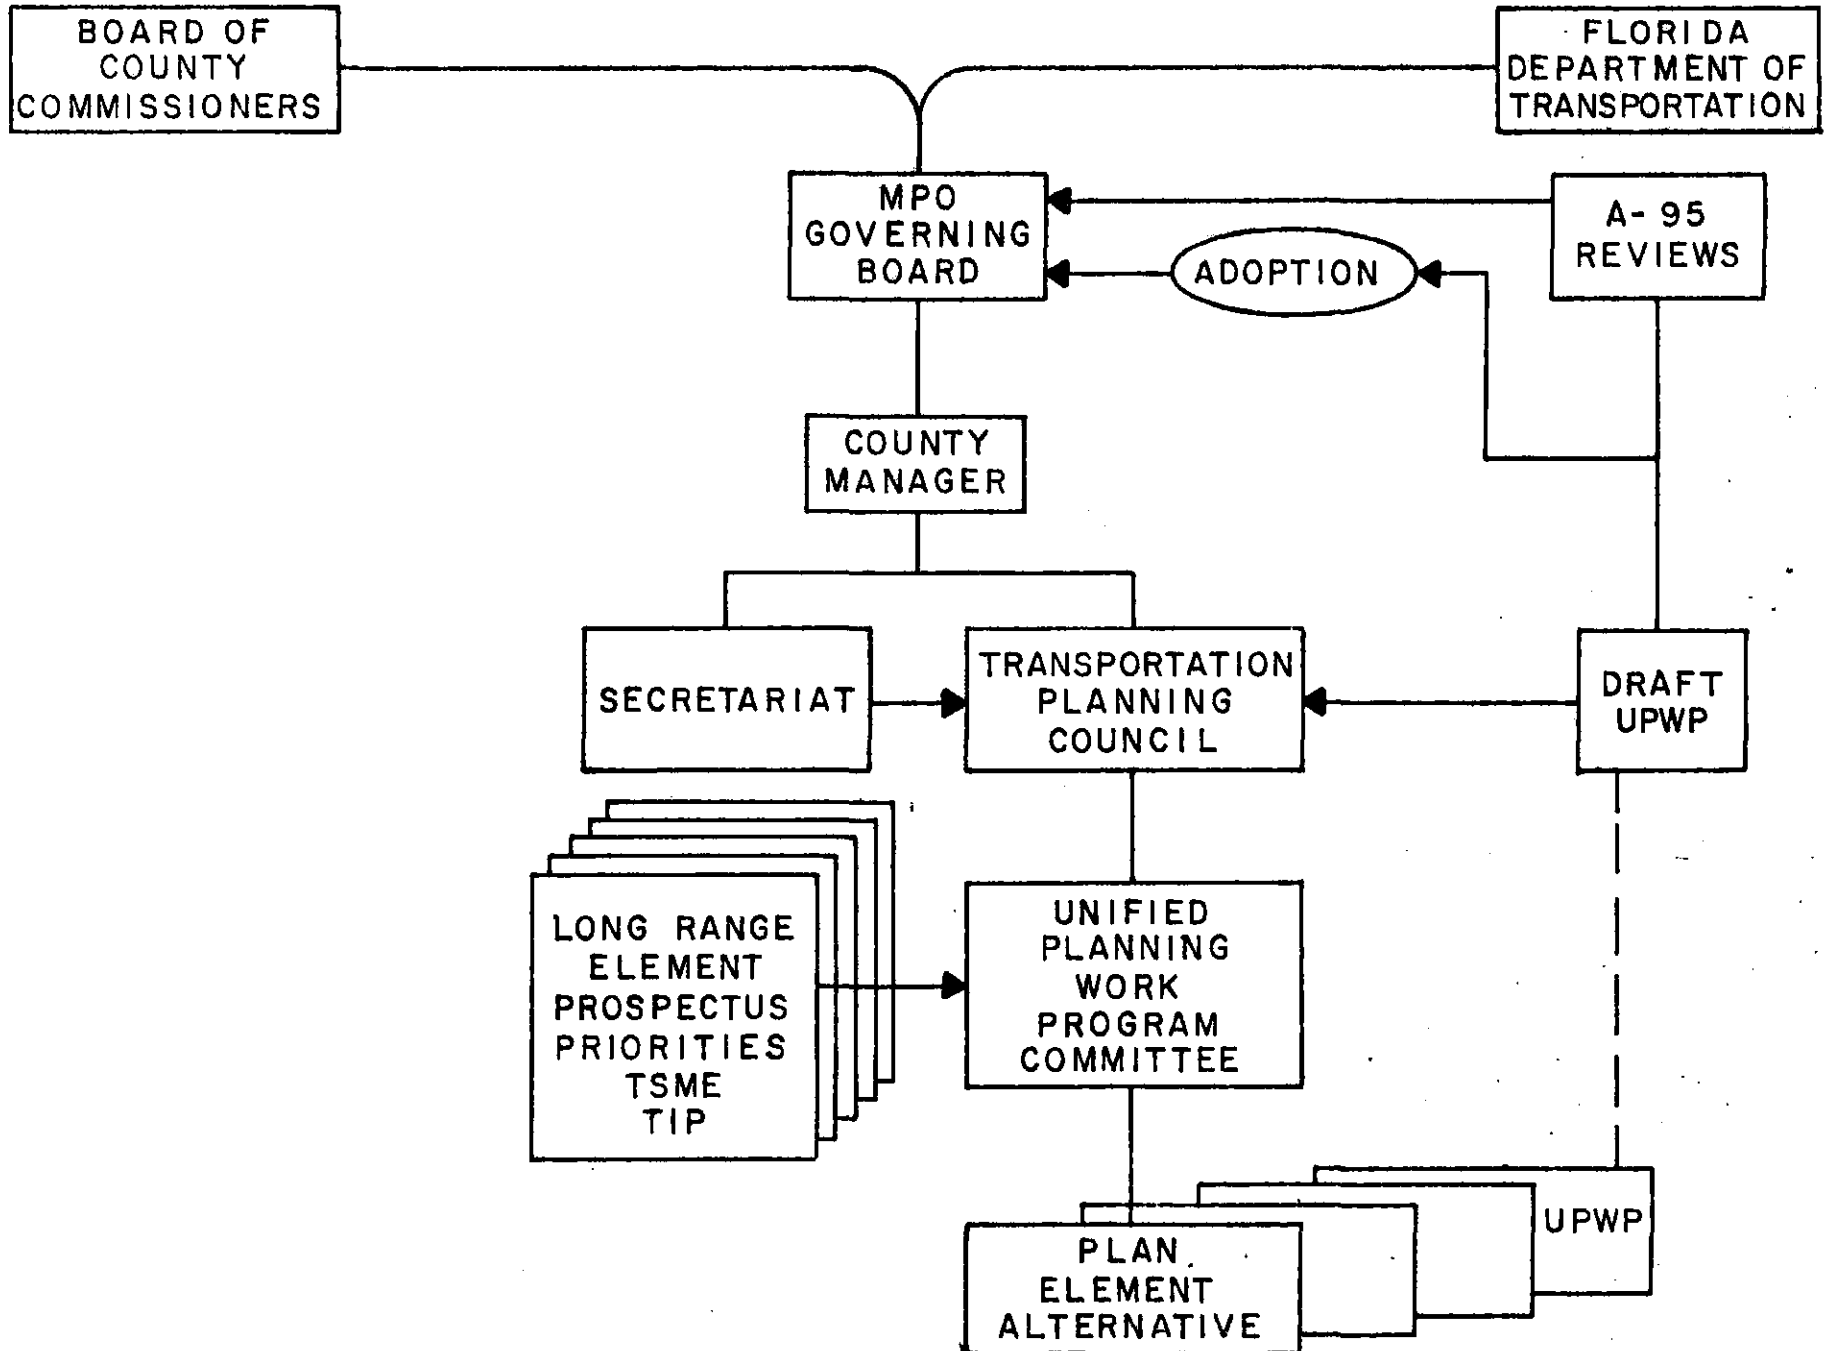 BOARD OF
COUNTY
COMMISSIONERS
FLORIDA
DEPARTMENT OF
TRANSPORTATION
MPO
GOVERNING
BOARD
A-95
REVIEWS
ADOPTION
COUNTY
MANAGER
SECRETARIAT
TRANSPORTATION
PLANNING
COUNCIL
DRAFT
UPWP
LONG RANGE
ELEMENT
PROSPECTUS
PRIORITIES
TSME
TIP
UNIFIED
PLANNING
WORK
PROGRAM
COMMITTEE
UPWP
PLAN
ELEMENT
ALTERNATIVE